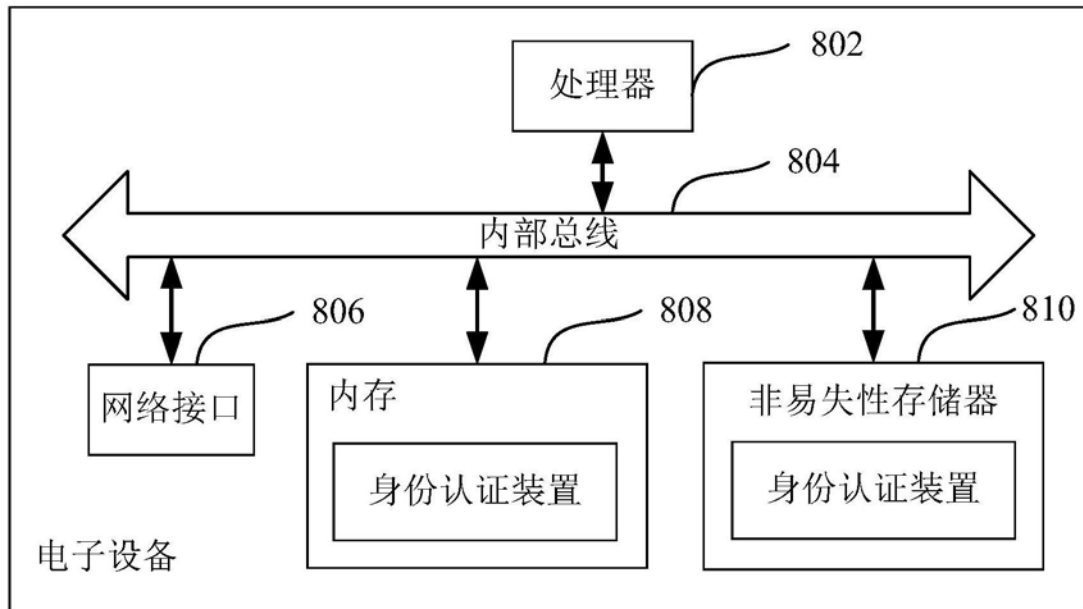 802
处理器
804
内部总线
806
808
810
网络接口
内存
非易失性存储器
身份认证装置
身份认证装置
电子设备